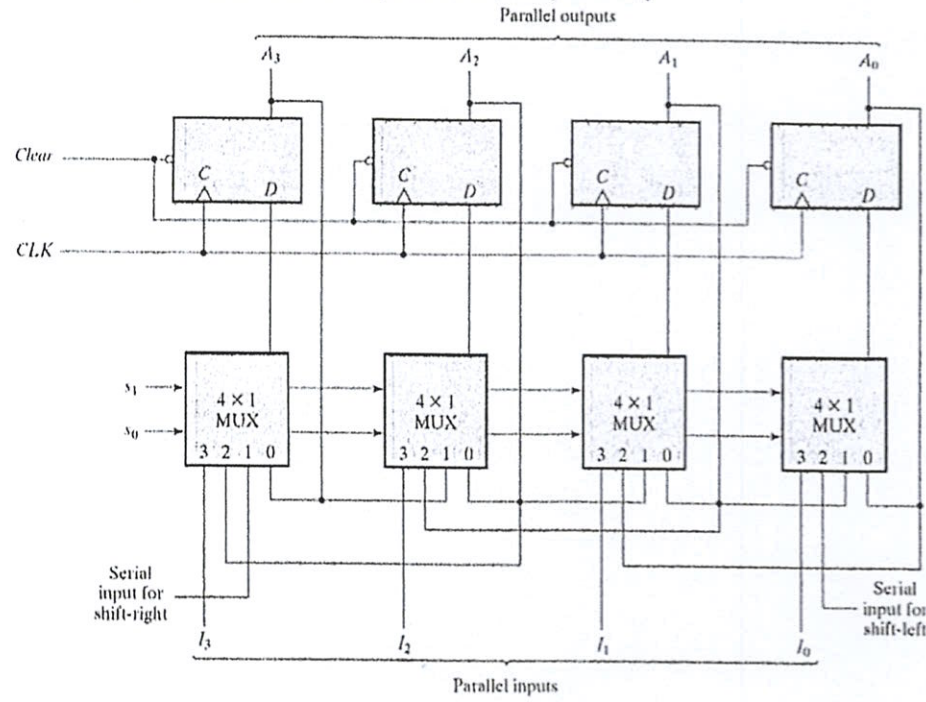 Parallel outputs
A3 A2 A1 A0
Clear
C D C D C D C D
CLK
s1
s0
4 × 1 MUX
4 × 1 MUX
4 × 1 MUX
4 × 1 MUX
3 2 1 0 3 2 1 0 3 2 1 0 3 2 1 0
Serial
input for
shift-right
Serial
input for
shift-left
I3 I2 I1 I0
Parallel inputs